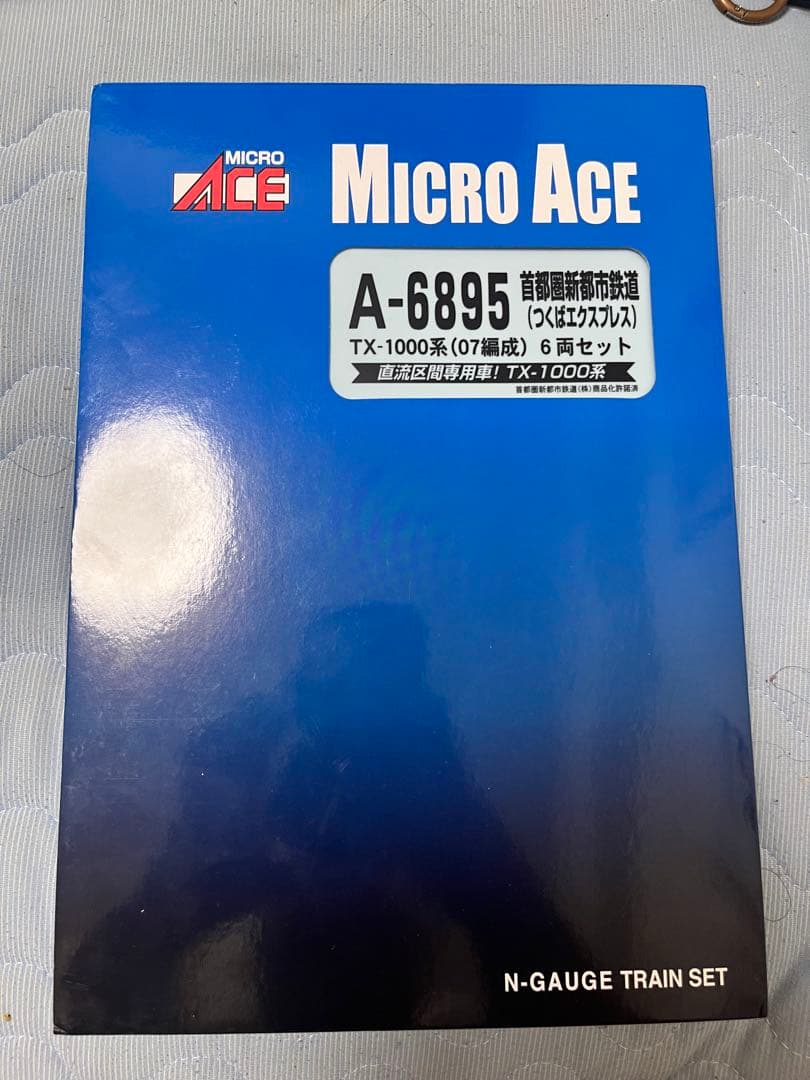 MICRO
ACE
MICRO ACE
A-6895
首都圏新都市鉄道
(つくばエクスプレス)
TX-1000系(07編成) 6両セット
直流区間専用車! TX-1000系
首都圏新都市鉄道(株)商品化許諾済
N-GAUGE TRAIN SET